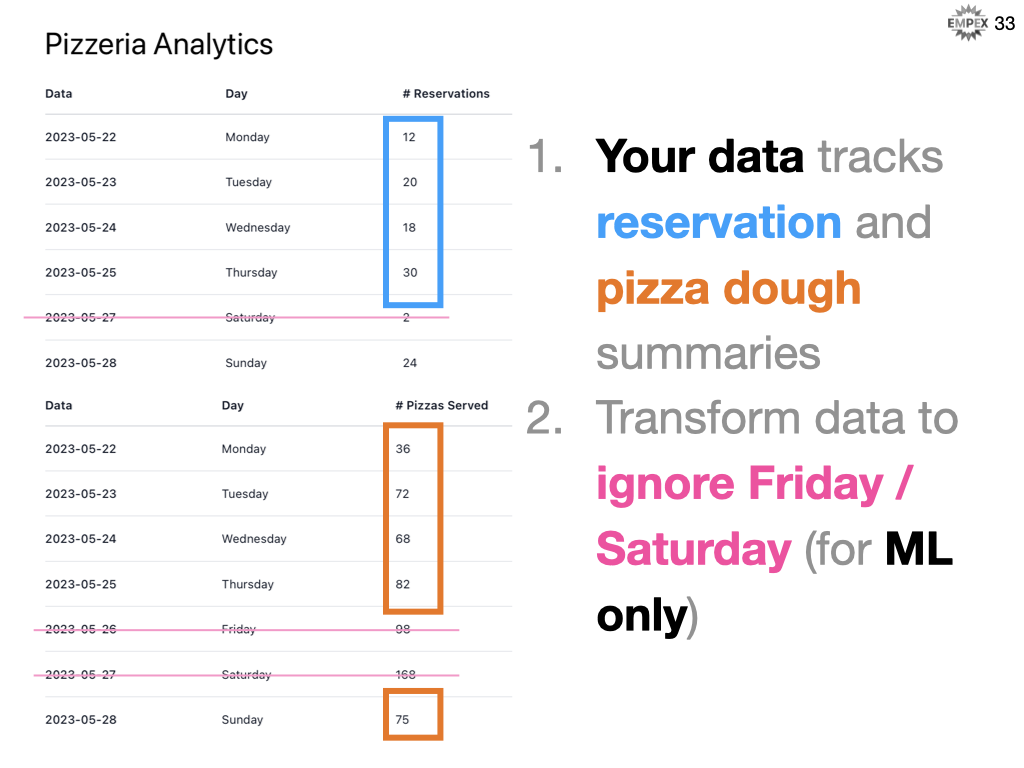 EMPEX 33
Pizzeria Analytics
Data Day # Reservations
2023-05-22 Monday 12
2023-05-23 Tuesday 20
2023-05-24 Wednesday 18
2023-05-25 Thursday 30
2023-05-27 Saturday 2
2023-05-28 Sunday 24
Data Day # Pizzas Served
2023-05-22 Monday 36
2023-05-23 Tuesday 72
2023-05-24 Wednesday 68
2023-05-25 Thursday 82
2023-05-26 Friday 98
2023-05-27 Saturday 168
2023-05-28 Sunday 75
1. Your data tracks
reservation and
pizza dough
summaries
2. Transform data to
ignore Friday /
Saturday (for ML
only)